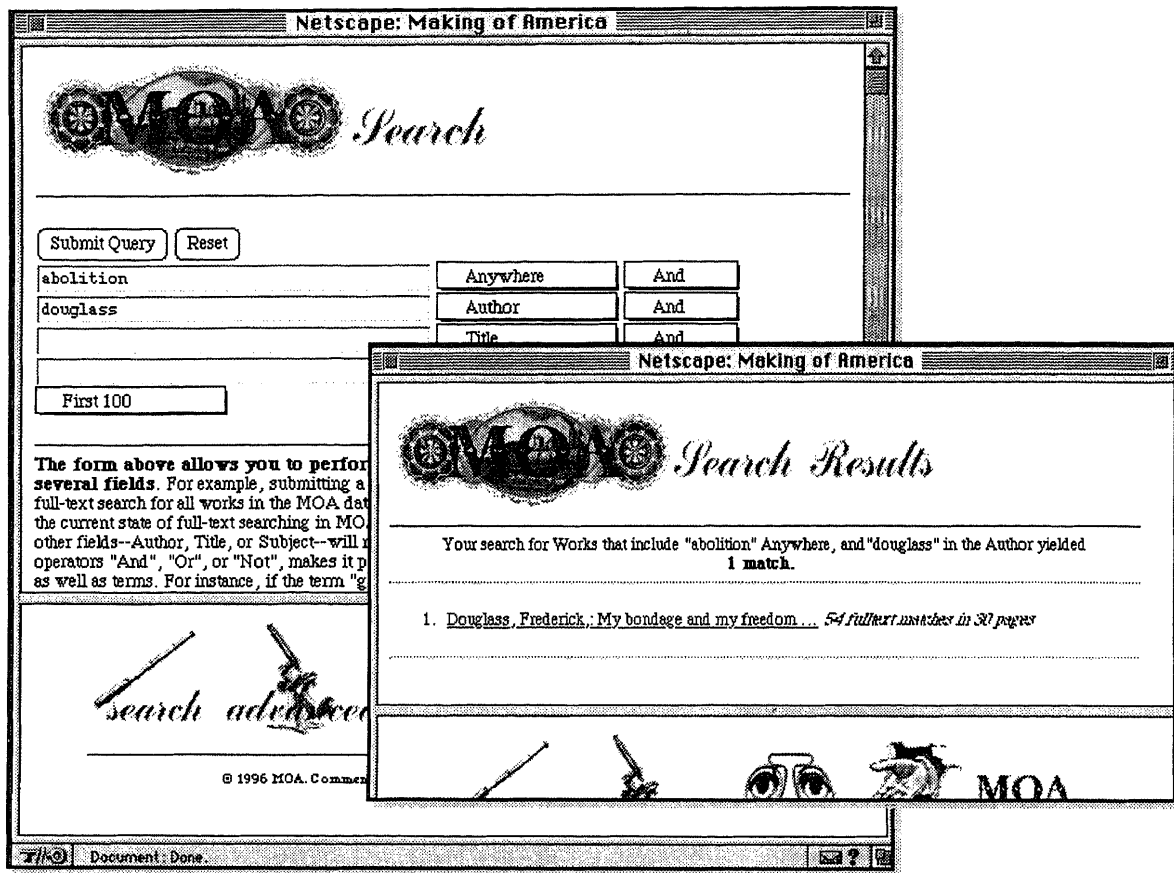 Netscape: Making of America
MOA Search
Submit Query Reset
abolition Anywhere And
douglass Author And
Title And
First 100
The form above allows you to perfor
several fields. For example, submitting a
full-text search for all works in the MOA dat
the current state of full-text searching in MO
other fields--Author, Title, or Subject--will
operators "And", "Or", or "Not", makes it p
as well as terms. For instance, if the term "g
search advanced
© 1996 MOA. Commen
Document: Done.
Netscape: Making of America
MOA Search Results
Your search for Works that include "abolition" Anywhere, and "douglass" in the Author yielded
1 match.
1. Douglass, Frederick,: My bondage and my freedom ... 54 fulltext matches in 30 pages
MOA